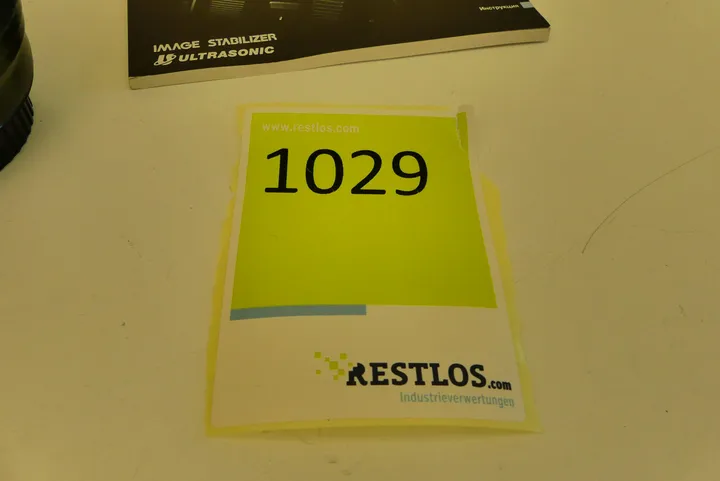 Инструкция
IMAGE STABILIZER
ULTRASONIC
www.restlos.com
1029
RESTLOS.com
Industrieverwertungen